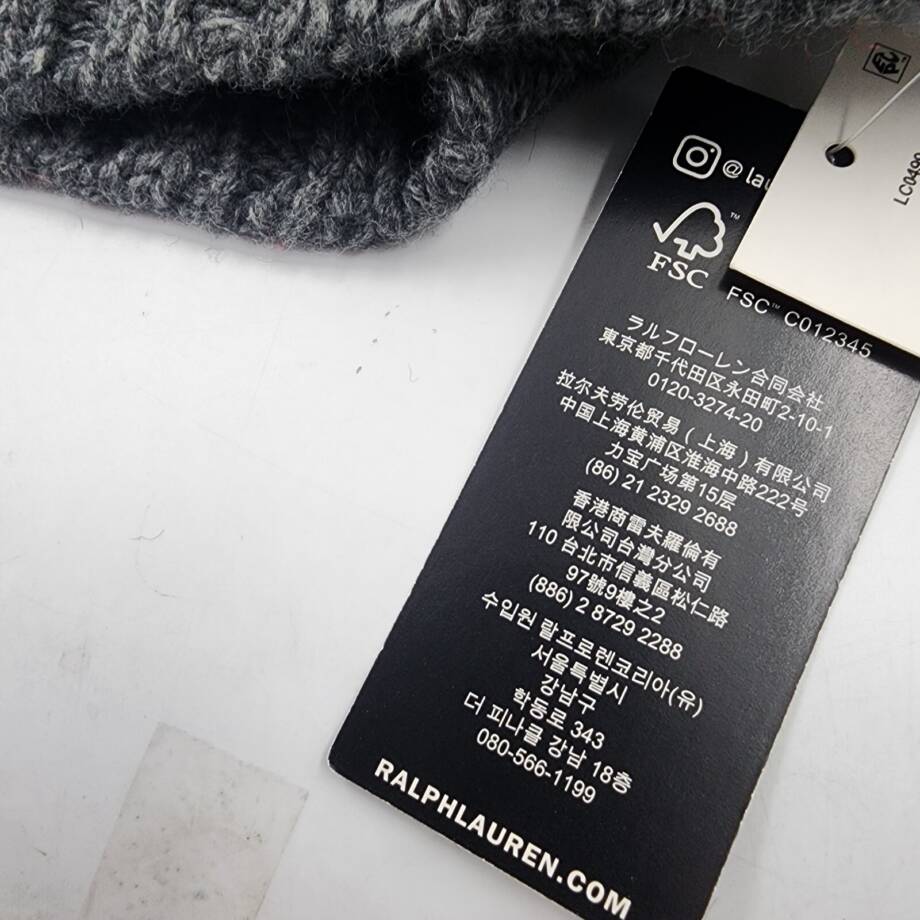 @lau
FSC™
FSC™ C012345
ラルフローレン合同会社
東京都千代田区永田町2-10-1
0120-3274-20
拉尔夫劳伦贸易（上海）有限公司
中国上海黄浦区淮海中路222号
力宝广场第15层
(86) 21 2329 2688
香港商雷夫羅倫有
限公司台灣分公司
110 台北市信義區松仁路
97號9樓之2
(886) 2 8729 2288
수입원 랄프로렌코리아(유)
서울특별시
강남구
학동로 343
더 피나클 강남 18층
080-566-1199
RALPHLAUREN.COM
LC0490